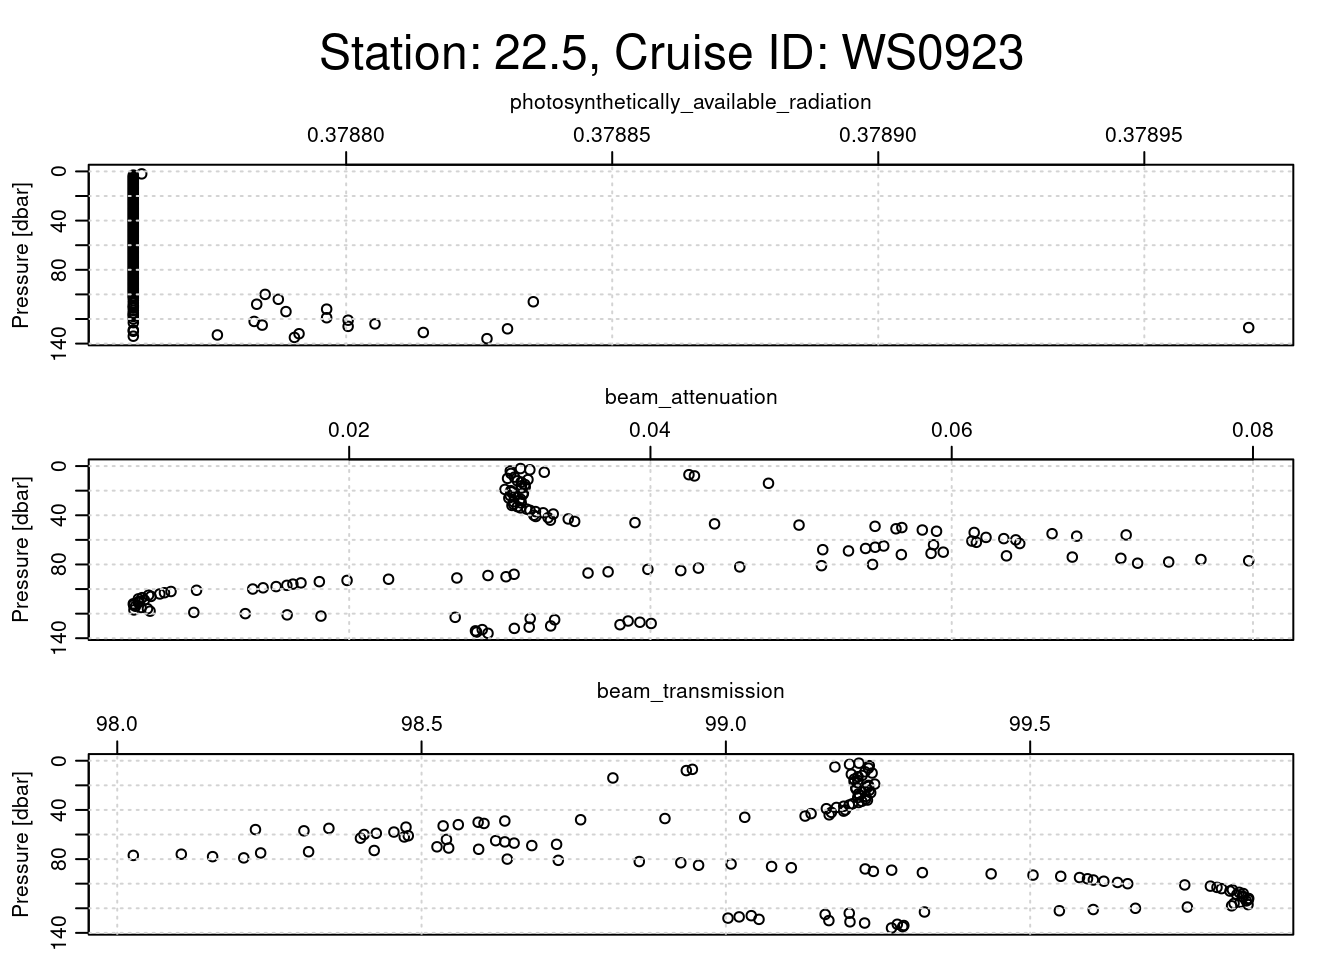 Station: 22.5, Cruise ID: WS0923
photosynthetically_available_radiation
0.37880 0.37885 0.37890 0.37895
Pressure [dbar]
0
40
80
140
beam_attenuation
0.02 0.04 0.06 0.08
Pressure [dbar]
0
40
80
140
beam_transmission
98.0 98.5 99.0 99.5
Pressure [dbar]
0
40
80
140